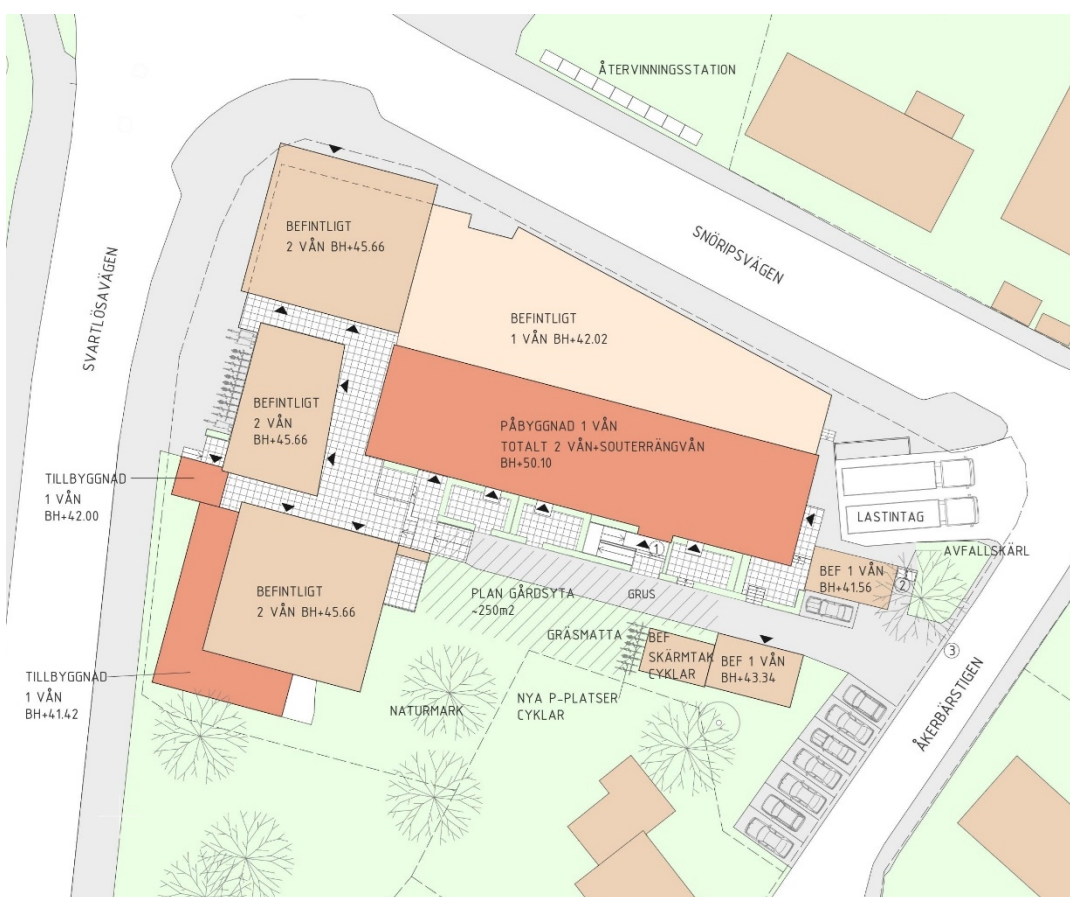 ÅTERVINNINGSSTATION
SNÖRIPSVÄGEN
SVARTLÖSAVÄGEN
BEFINTLIGT
2 VÅN BH+45.66
BEFINTLIGT
1 VÅN BH+42.02
BEFINTLIGT
2 VÅN
BH+45.66
PÅBYGGNAD 1 VÅN
TOTALT 2 VÅN+SOUTERRÄNGVÅN
BH+50.10
TILLBYGGNAD
1 VÅN
BH+42.00
LASTINTAG
AVFALLSKÄRL
1
BEF 1 VÅN
BH+41.56
2
BEFINTLIGT
2 VÅN BH+45.66
PLAN GÅRDSYTA
~250m2
GRUS
GRÄSMATTA
BEF
SKÄRMTAK
CYKLAR
BEF 1 VÅN
BH+43.34
3
TILLBYGGNAD
1 VÅN
BH+41.42
NATURMARK
NYA P-PLATSER
CYKLAR
ÅKERBÄRSTIGEN